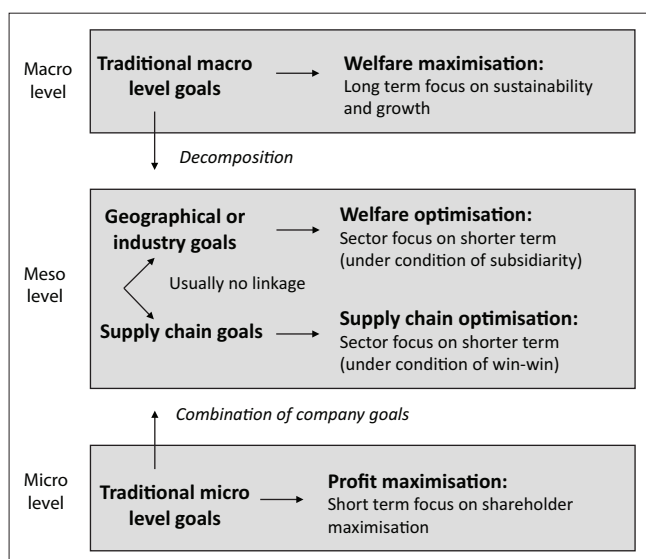 Macro
level
Traditional macro
level goals
Welfare maximisation:
Long term focus on sustainability
and growth
Decomposition
Meso
level
Geographical or
industry goals
Welfare optimisation:
Sector focus on shorter term
(under condition of subsidiarity)
Usually no linkage
Supply chain goals
Supply chain optimisation:
Sector focus on shorter term
(under condition of win-win)
Combination of company goals
Micro
level
Traditional micro
level goals
Profit maximisation:
Short term focus on shareholder
maximisation